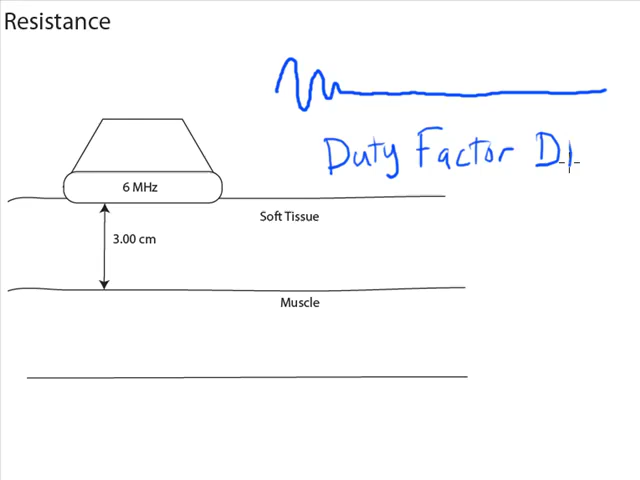 Resistance
Duty Factor D
6 MHz
Soft Tissue
3.00 cm
Muscle